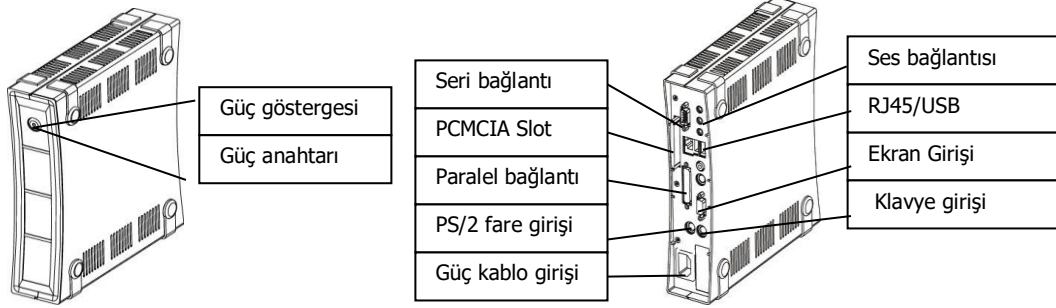 Güç göstergesi
Güç anahtarı
Seri bağlantı
PCMCIA Slot
Paralel bağlantı
PS/2 fare girişi
Güç kablo girişi
Ses bağlantısı
RJ45/USB
Ekran Girişi
Klavye girişi